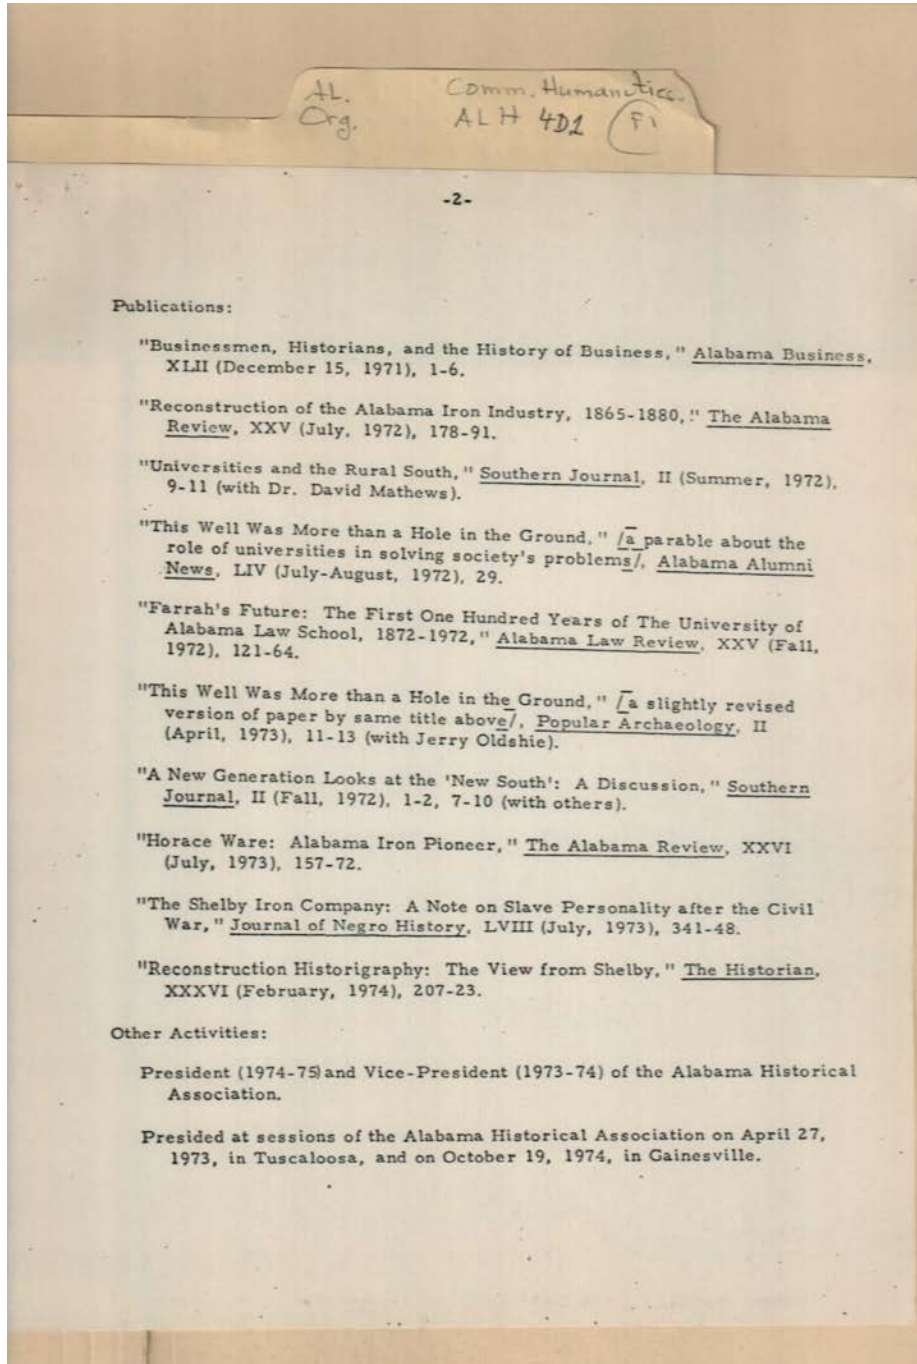 AL. Comm. Humanities.
Org. ALH 4D1 F1
-2-
Publications:
"Businessmen, Historians, and the History of Business," Alabama Business,
XLII (December 15, 1971), 1-6.
"Reconstruction of the Alabama Iron Industry, 1865-1880," The Alabama
Review, XXV (July, 1972), 178-91.
"Universities and the Rural South," Southern Journal, II (Summer, 1972),
9-11 (with Dr. David Mathews).
"This Well Was More than a Hole in the Ground," /a parable about the
role of universities in solving society's problems/, Alabama Alumni
News, LIV (July-August, 1972), 29.
"Farrah's Future: The First One Hundred Years of The University of
Alabama Law School, 1872-1972," Alabama Law Review, XXV (Fall,
1972), 121-64.
"This Well Was More than a Hole in the Ground," /a slightly revised
version of paper by same title above/, Popular Archaeology, II
(April, 1973), 11-13 (with Jerry Oldshie).
"A New Generation Looks at the 'New South': A Discussion," Southern
Journal, II (Fall, 1972), 1-2, 7-10 (with others).
"Horace Ware: Alabama Iron Pioneer," The Alabama Review, XXVI
(July, 1973), 157-72.
"The Shelby Iron Company: A Note on Slave Personality after the Civil
War," Journal of Negro History, LVIII (July, 1973), 341-48.
"Reconstruction Historigraphy: The View from Shelby," The Historian,
XXXVI (February, 1974), 207-23.
Other Activities:
President (1974-75) and Vice-President (1973-74) of the Alabama Historical
Association.
Presided at sessions of the Alabama Historical Association on April 27,
1973, in Tuscaloosa, and on October 19, 1974, in Gainesville.